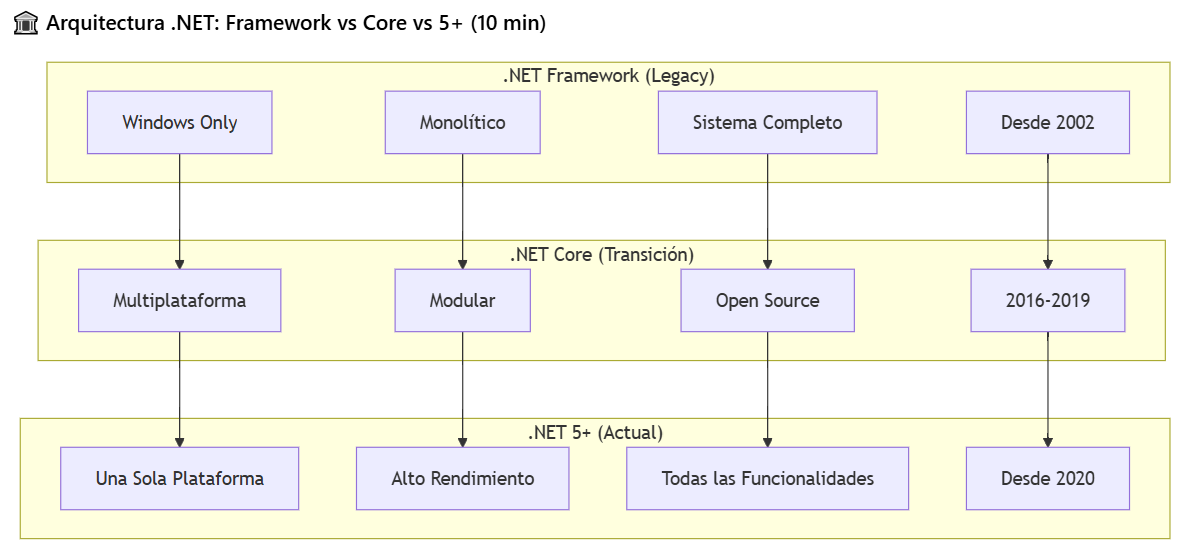 🏛️ Arquitectura .NET: Framework vs Core vs 5+ (10 min)
.NET Framework (Legacy)
Windows Only
Monolítico
Sistema Completo
Desde 2002
.NET Core (Transición)
Multiplataforma
Modular
Open Source
2016-2019
.NET 5+ (Actual)
Una Sola Plataforma
Alto Rendimiento
Todas las Funcionalidades
Desde 2020